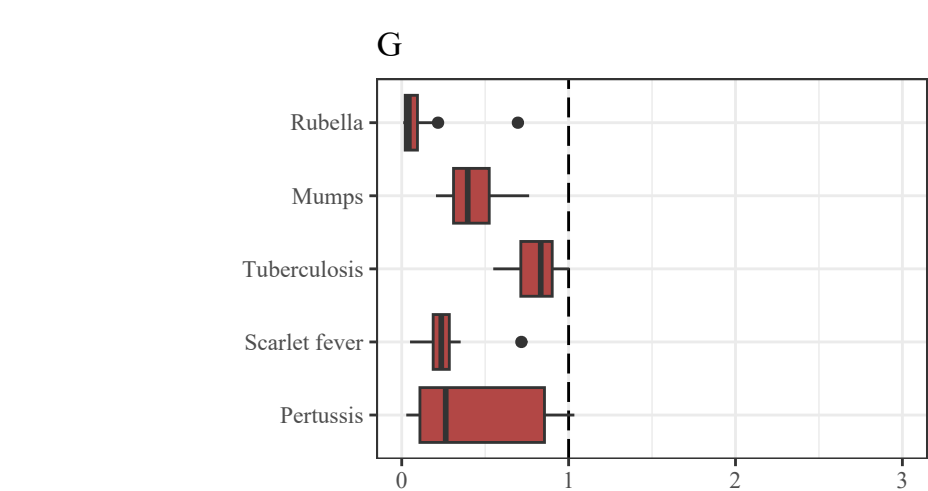 G
Rubella
Mumps
Tuberculosis
Scarlet fever
Pertussis
0 1 2 3